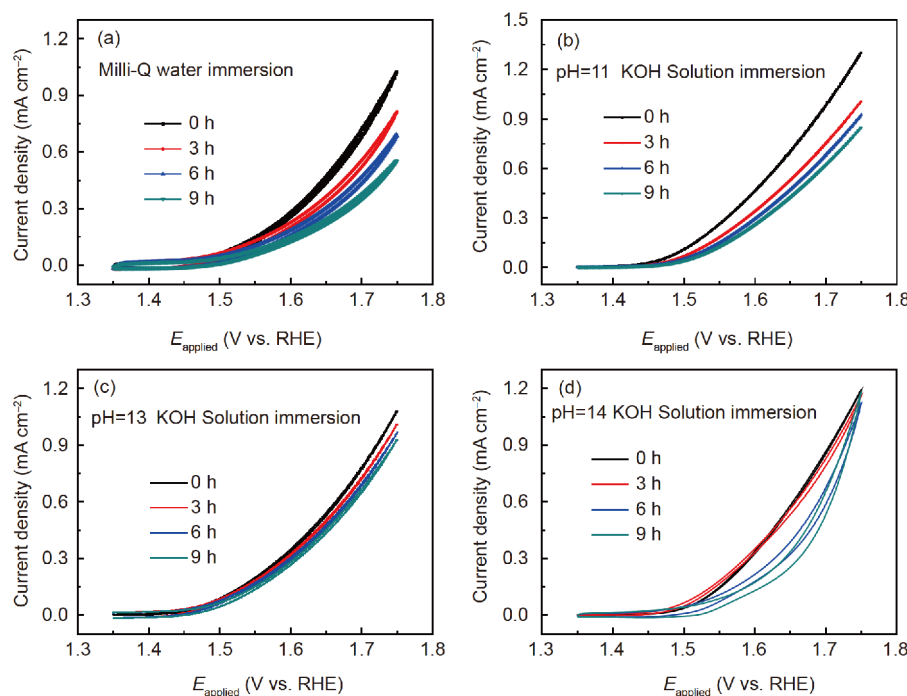 (a)
Milli-Q water immersion
0 h
3 h
6 h
9 h
1.2
0.9
0.6
0.3
0.0
1.3 1.4 1.5 1.6 1.7 1.8
Current density (mA cm⁻²)
E_applied (V vs. RHE)
(b)
pH=11 KOH Solution immersion
0 h
3 h
6 h
9 h
1.5
1.2
0.9
0.6
0.3
0.0
1.3 1.4 1.5 1.6 1.7 1.8
Current density (mA cm⁻²)
E_applied (V vs. RHE)
(c)
pH=13 KOH Solution immersion
0 h
3 h
6 h
9 h
1.2
0.9
0.6
0.3
0.0
1.3 1.4 1.5 1.6 1.7 1.8
Current density (mA cm⁻²)
E_applied (V vs. RHE)
(d)
pH=14 KOH Solution immersion
0 h
3 h
6 h
9 h
1.2
0.9
0.6
0.3
0.0
1.3 1.4 1.5 1.6 1.7 1.8
Current density (mA cm⁻²)
E_applied (V vs. RHE)